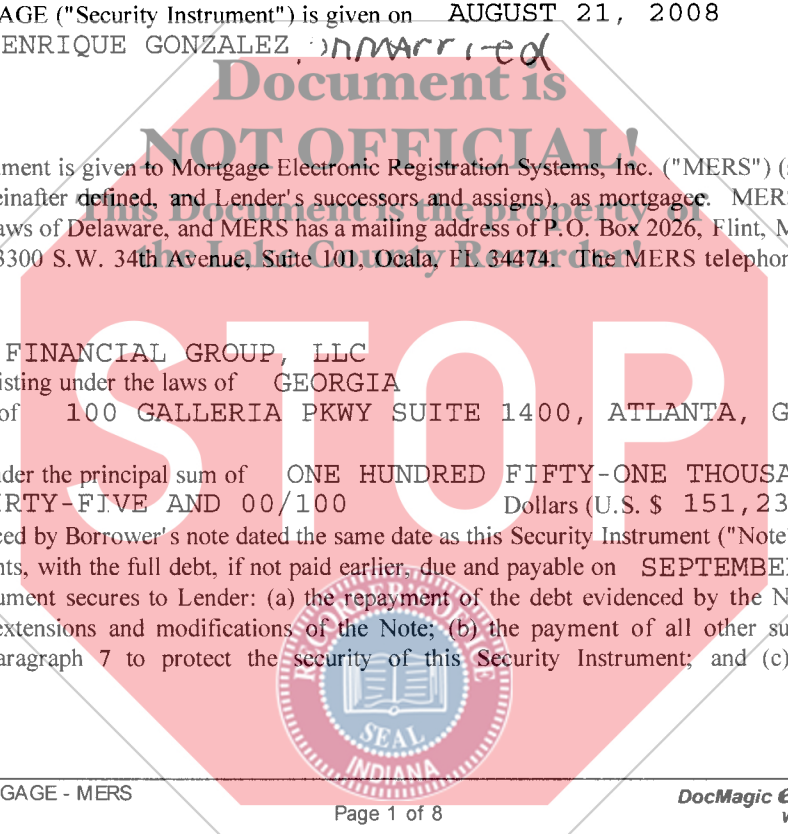 AGE ("Security Instrument") is given on AUGUST 21, 2008
ENRIQUE GONZALEZ, unmarried
Document is
NOT OFFICIAL!
ment is given to Mortgage Electronic Registration Systems, Inc. ("MERS") (
einafter defined, and Lender's successors and assigns), as mortgagee. MERS
This Document is the property of
aws of Delaware, and MERS has a mailing address of P.O. Box 2026, Flint, M
the Lake County Recorder!
3300 S.W. 34th Avenue, Suite 101, Ocala, FL 34474. The MERS telephon
STOP
FINANCIAL GROUP, LLC
isting under the laws of GEORGIA
of 100 GALLERIA PKWY SUITE 1400, ATLANTA, G
nder the principal sum of ONE HUNDRED FIFTY-ONE THOUSA
IRTY-FIVE AND 00/100 Dollars (U.S. $ 151,23
ced by Borrower's note dated the same date as this Security Instrument ("Note"
nts, with the full debt, if not paid earlier, due and payable on SEPTEMBE
ument secures to Lender: (a) the repayment of the debt evidenced by the N
extensions and modifications of the Note; (b) the payment of all other su
aragraph 7 to protect the security of this Security Instrument; and (c)
RECORDER'S OFFICE
SEAL
INDIANA
GAGE - MERS
Page 1 of 8
DocMagic e
w